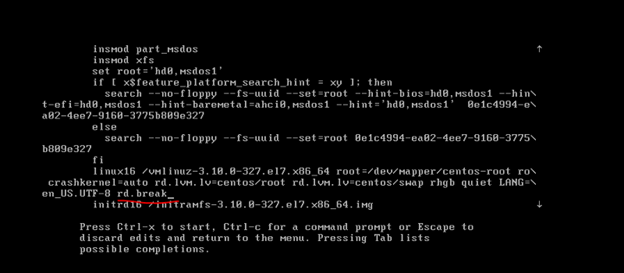 insmod part_msdos
insmod xfs
set root='hd0,msdos1'
if [ x$feature_platform_search_hint = xy ]; then
search --no-floppy --fs-uuid --set=root --hint-bios=hd0,msdos1 --hin\
t-efi=hd0,msdos1 --hint-baremetal=ahci0,msdos1 --hint='hd0,msdos1'  0e1c4994-e\
a02-4ee7-9160-3775b809e327
else
search --no-floppy --fs-uuid --set=root 0e1c4994-ea02-4ee7-9160-3775\
b809e327
fi
linux16 /vmlinuz-3.10.0-327.el7.x86_64 root=/dev/mapper/centos-root ro\
crashkernel=auto rd.lvm.lv=centos/root rd.lvm.lv=centos/swap rhgb quiet LANG=\
en_US.UTF-8 rd.break_
initrd16 /initramfs-3.10.0-327.el7.x86_64.img
Press Ctrl-x to start, Ctrl-c for a command prompt or Escape to
discard edits and return to the menu. Pressing Tab lists
possible completions.